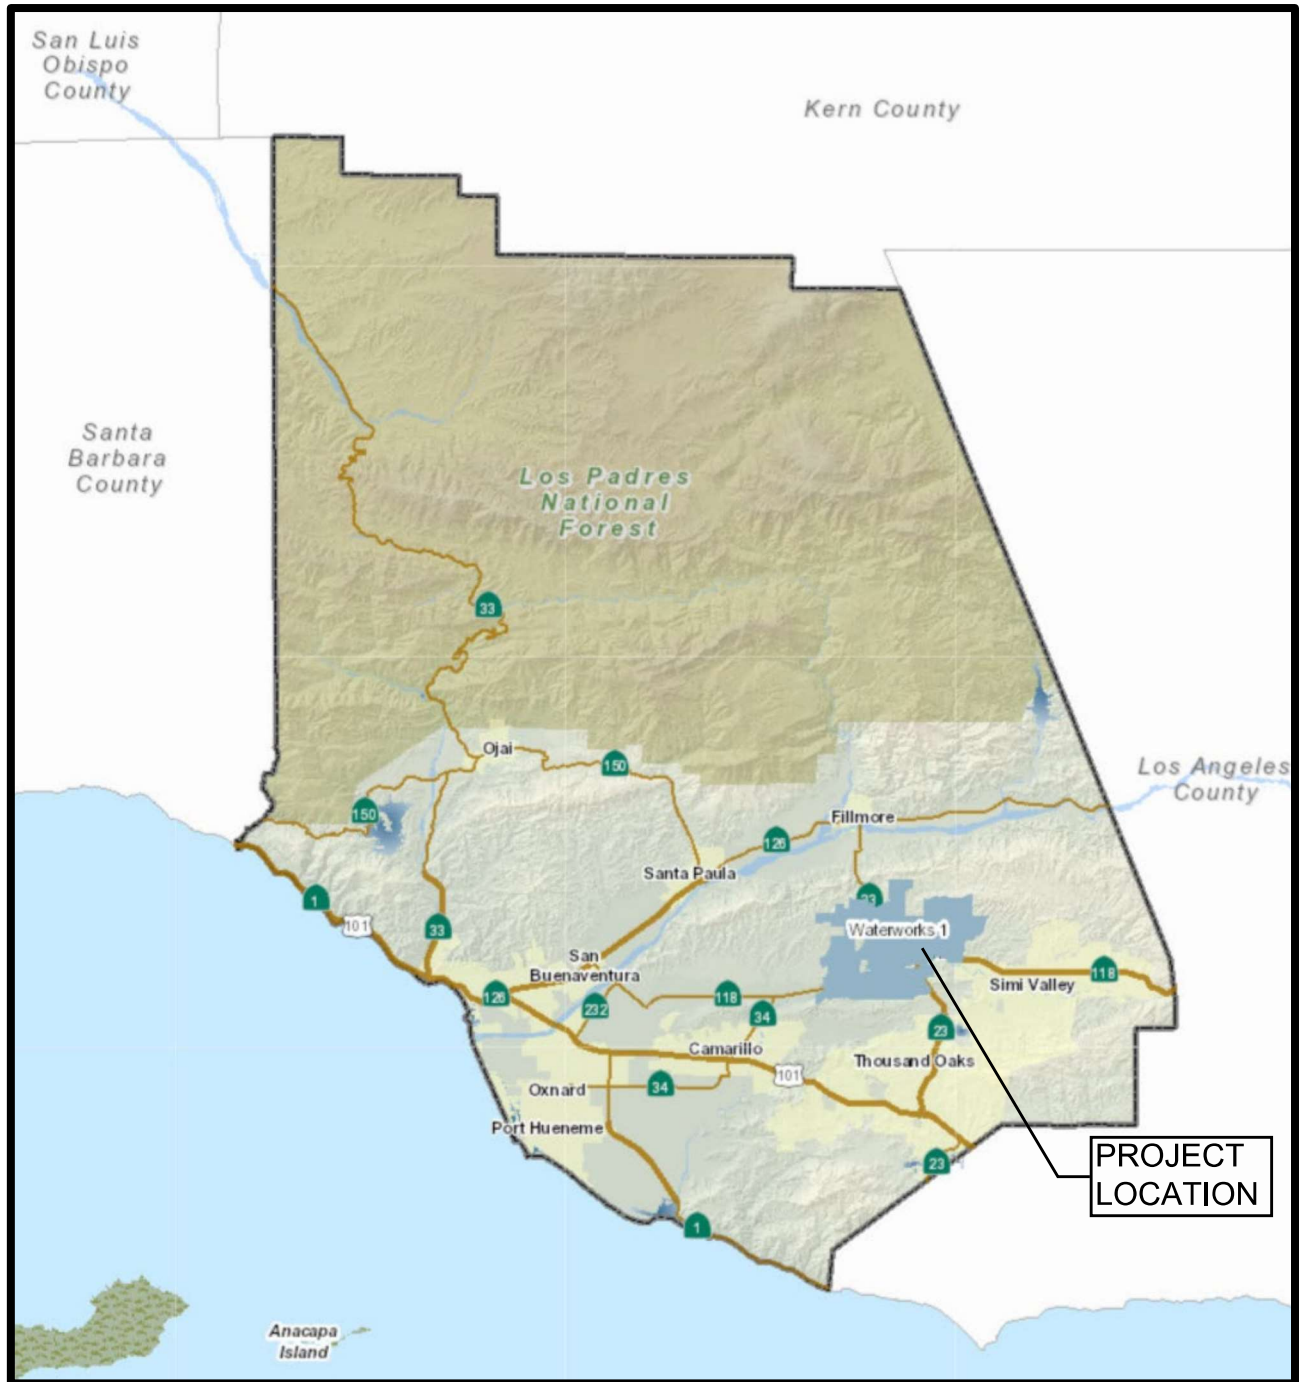 San Luis
Obispo
County
Kern County
Santa
Barbara
County
Los Padres
National
Forest
33
Ojai
150
150
Los Angeles
County
Fillmore
126
Santa Paula
23
1
101
33
Waterworks 1
San
Buenaventura
126
232
118
34
Simi Valley
118
23
Camarillo
Thousand Oaks
101
Oxnard
34
Port Hueneme
23
PROJECT
LOCATION
1
Anacapa
Island